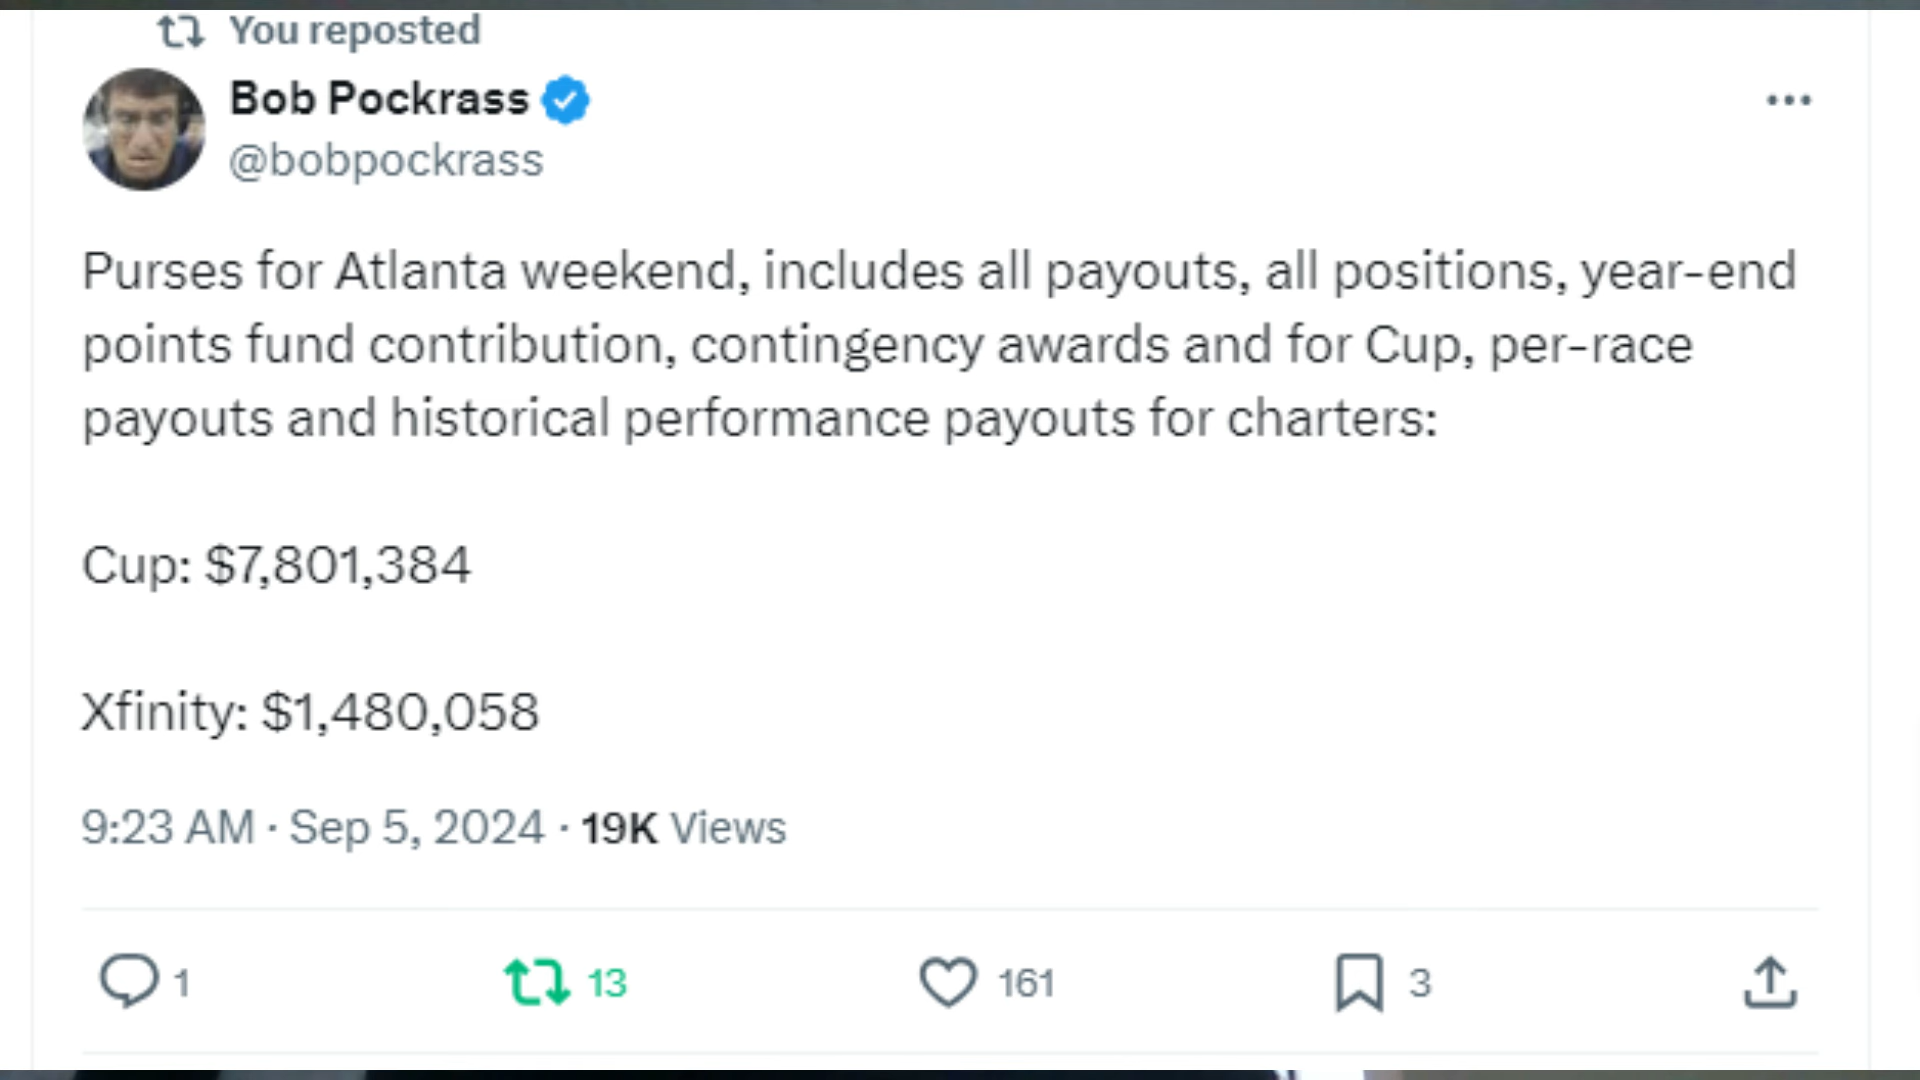 You reposted
Bob Pockrass
@bobpockrass
Purses for Atlanta weekend, includes all payouts, all positions, year-end
points fund contribution, contingency awards and for Cup, per-race
payouts and historical performance payouts for charters:
Cup: $7,801,384
Xfinity: $1,480,058
9:23 AM · Sep 5, 2024 · 19K Views
1 13 161 3